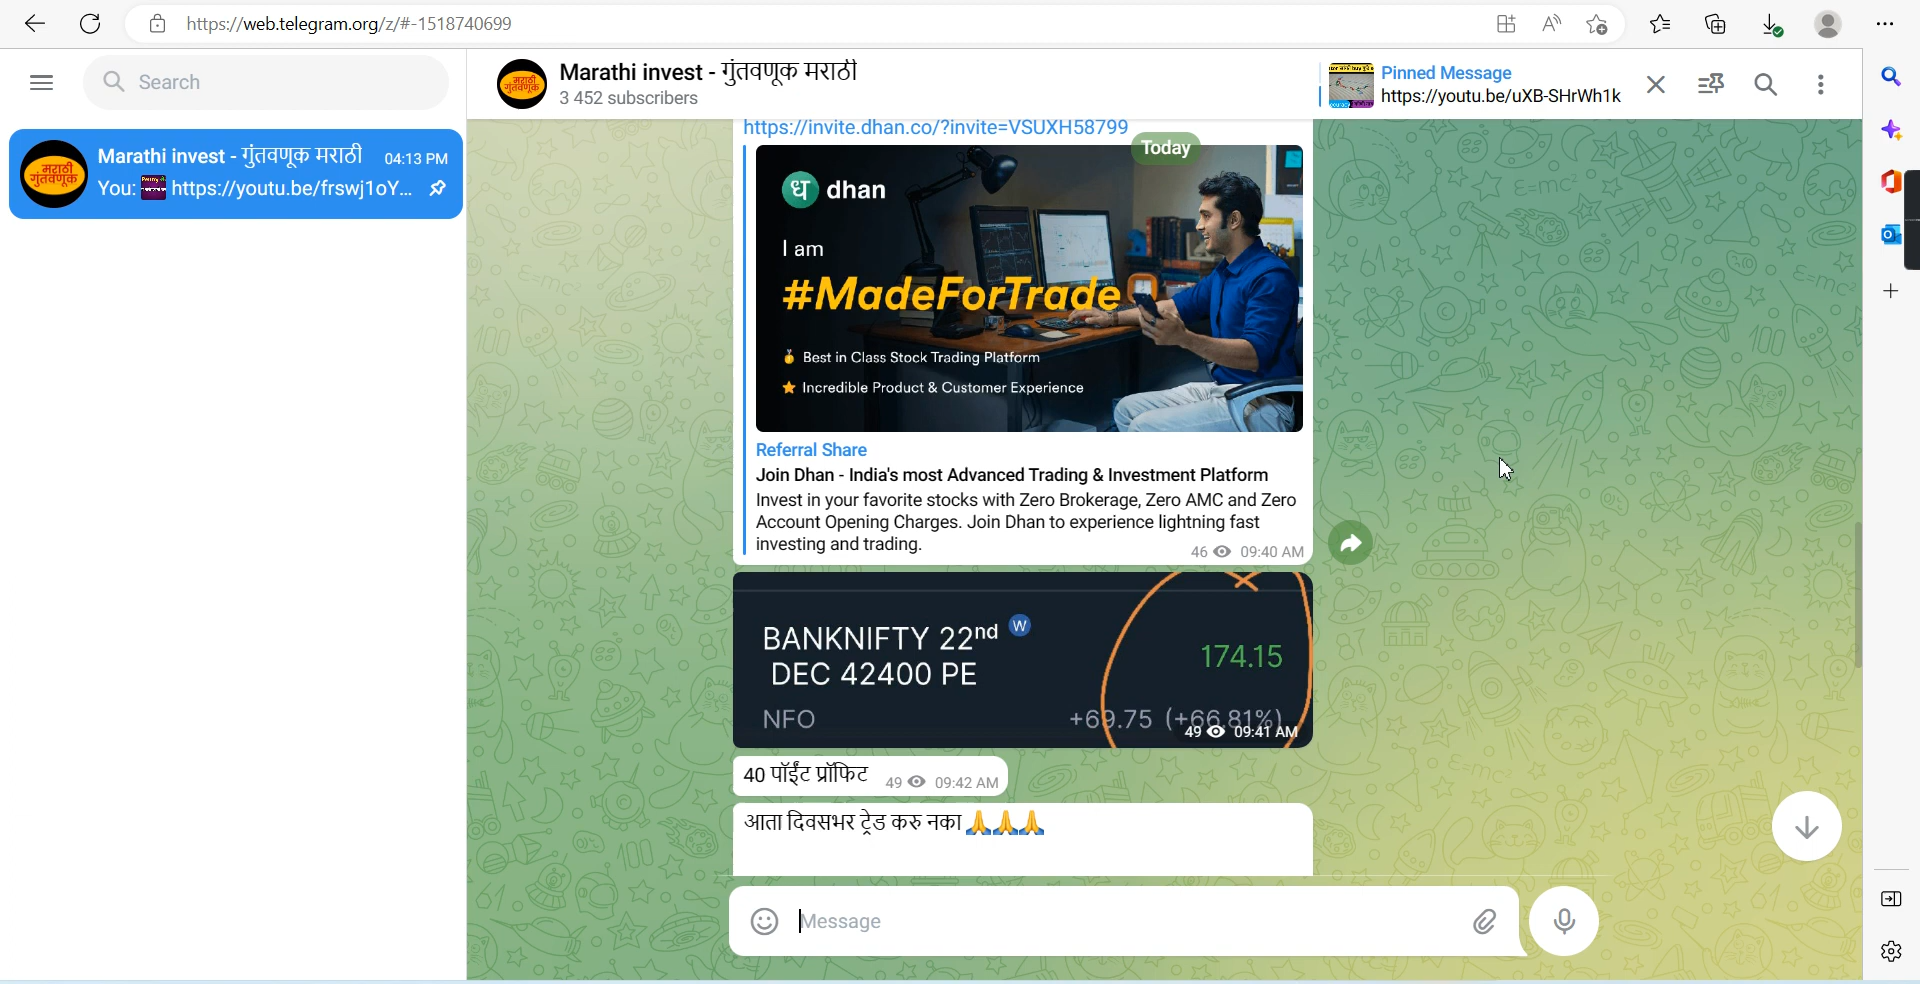 https://web.telegram.org/z/#-1518740699
Search
Marathi invest - गुंतवणूक मराठी
3 452 subscribers
Pinned Message
https://youtu.be/uXB-SHrWh1k
मराठी
गुंतवणूक
Marathi invest - गुंतवणूक मराठी 04:13 PM
You: https://youtu.be/frswj1oY...
https://invite.dhan.co/?invite=VSUXH58799
Today
ध dhan
I am
#MadeForTrade
Best in Class Stock Trading Platform
Incredible Product & Customer Experience
Referral Share
Join Dhan - India's most Advanced Trading & Investment Platform
Invest in your favorite stocks with Zero Brokerage, Zero AMC and Zero
Account Opening Charges. Join Dhan to experience lightning fast
investing and trading.
46 09:40 AM
BANKNIFTY 22nd W
DEC 42400 PE
174.15
NFO
+69.75 (+66.81%)
49 09:41 AM
40 पॉईंट प्रॉफिट 49 09:42 AM
आता दिवसभर ट्रेड करु नका 🙏🙏🙏
Message